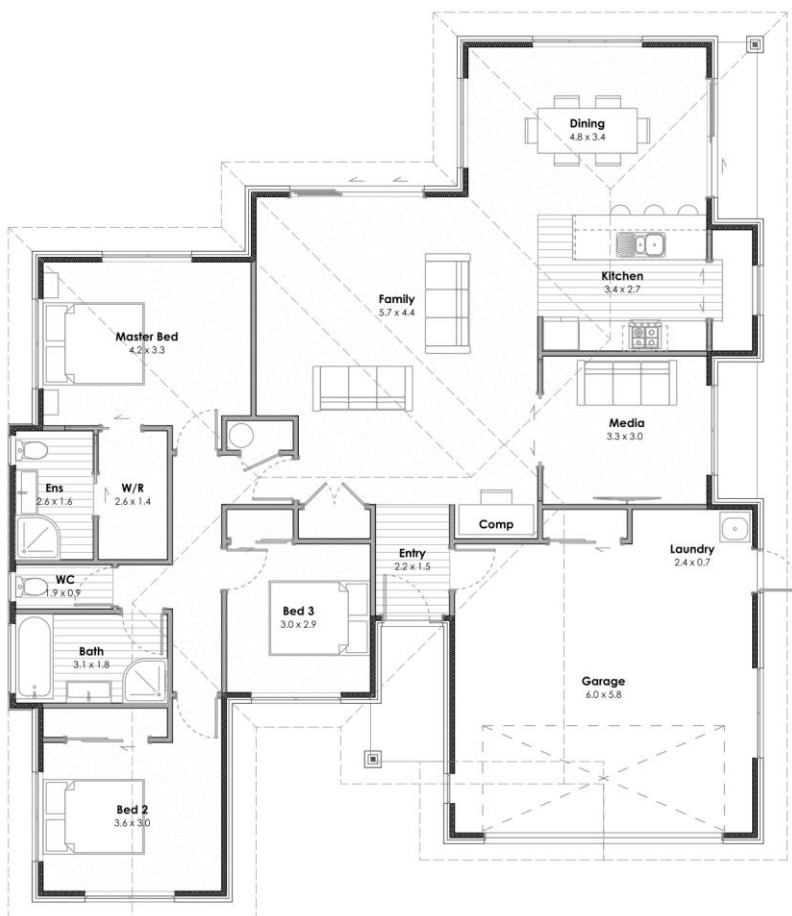 Dining
4.8 x 3.4
Kitchen
3.4 x 2.7
Family
5.7 x 4.4
Master Bed
4.2 x 3.3
Media
3.3 x 3.0
Ens
2.6 x 1.6
W/R
2.6 x 1.4
Comp
Entry
2.2 x 1.5
Laundry
2.4 x 0.7
WC
1.9 x 0.9
Bed 3
3.0 x 2.9
Bath
3.1 x 1.8
Garage
6.0 x 5.8
Bed 2
3.6 x 3.0